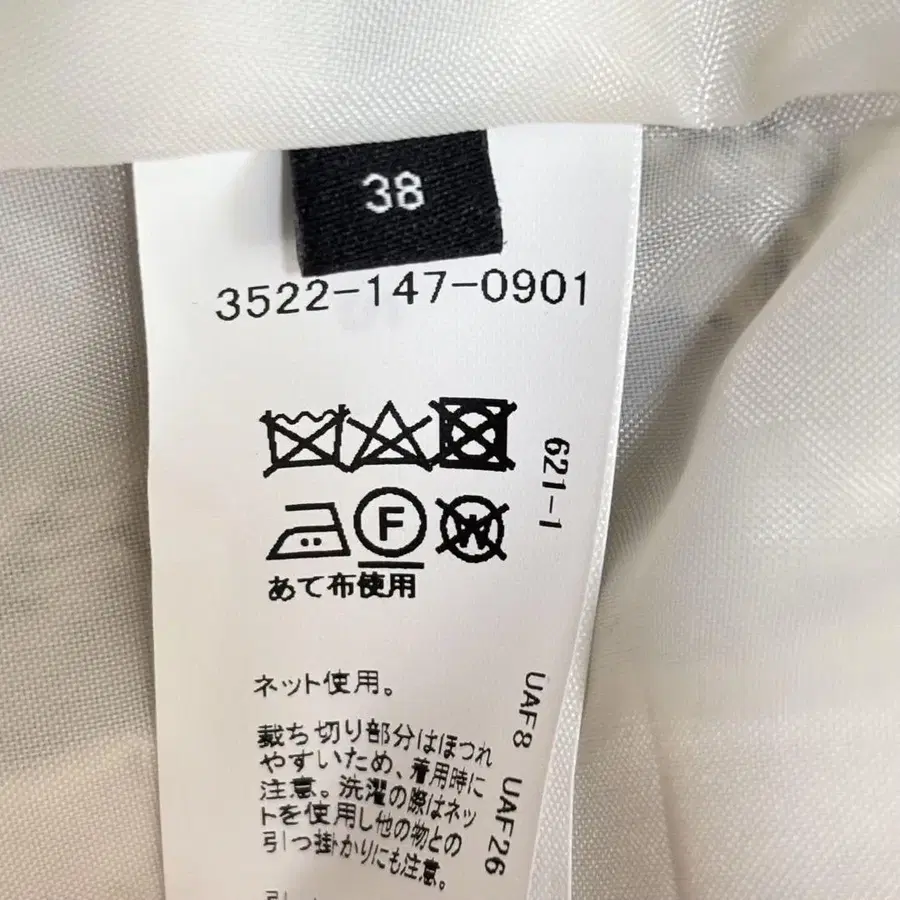 38
3522-147-0901
621-1
F
W
あて布使用
ネット使用。
裁ち切り部分はほつれ
やすいため、着用時に
注意。洗濯の際はネッ
トを使用し他の物との
引っ掛かりにも注意。
UAF8 UAF26